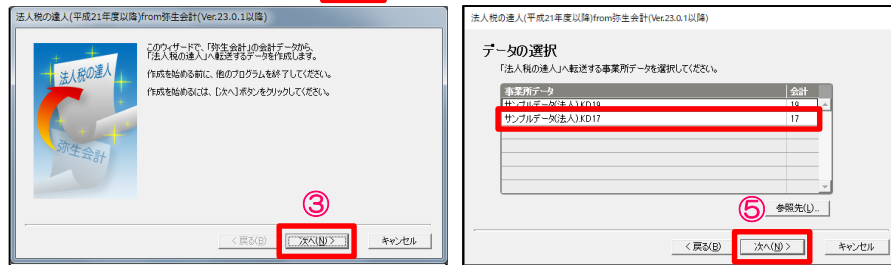 法人税の達人(平成21年度以降)from弥生会計(Ver.23.0.1以降)
法人税の達人
弥生会計
このウィザードで、「弥生会計」の会計データから、
「法人税の達人」へ転送するデータを作成します。
作成を始める前に、他のプログラムを終了してください。
作成を始めるには、[次へ]ボタンをクリックしてください。
③
< 戻る(B)
次へ(N) >
キャンセル
法人税の達人(平成21年度以降)from弥生会計(Ver.23.0.1以降)
データの選択
「法人税の達人」へ転送する事業所データを選択してください。
事業所データ 会計
サンプルデータ(法人).KD19 19
サンプルデータ(法人).KD17 17
参照先(L)...
⑤
< 戻る(B)
次へ(N) >
キャンセル